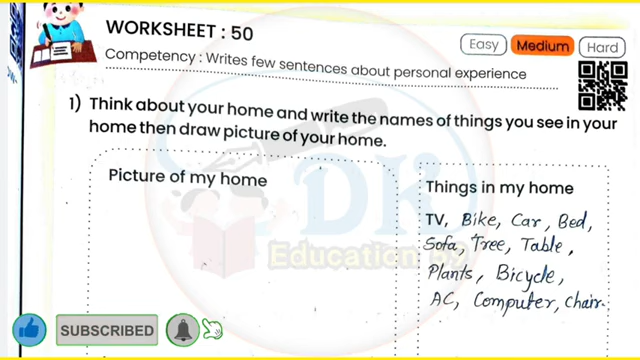 WORKSHEET : 50
Easy Medium Hard
Competency : Writes few sentences about personal experience
1) Think about your home and write the names of things you see in your
home then draw picture of your home.
Picture of my home
Things in my home
TV, Bike, Car, Bed,
Sofa, Tree, Table,
Plants, Bicycle,
AC, Computer, Chair
DK
Education 59
SUBSCRIBED